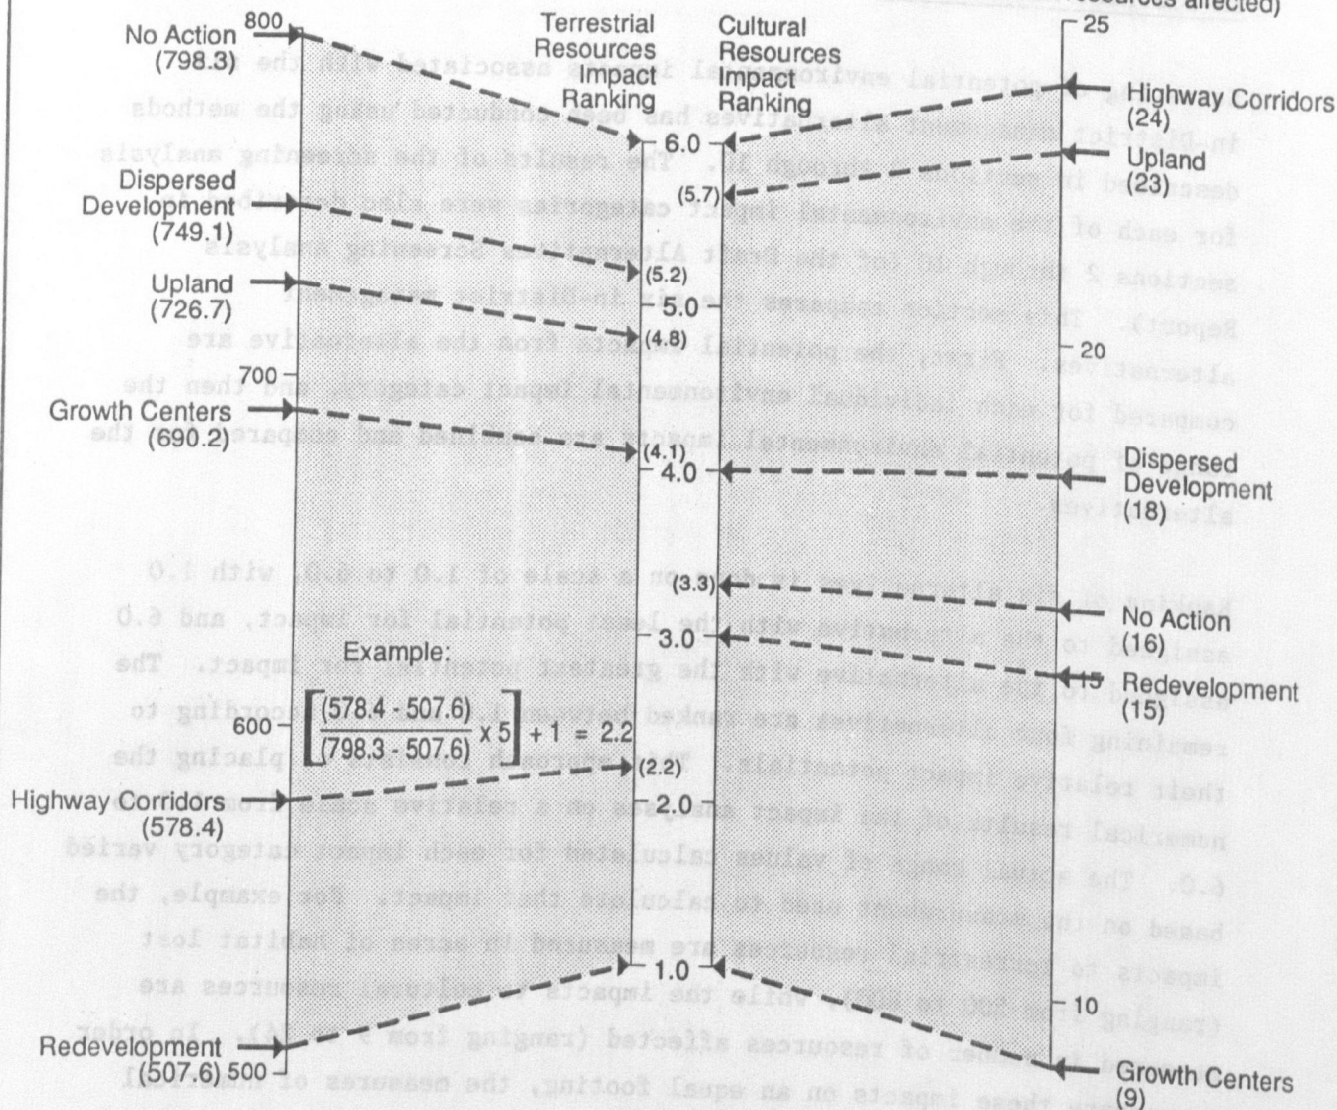 resources affected)
800
No Action
(798.3)
Dispersed
Development
(749.1)
Upland
(726.7)
700
Growth Centers
(690.2)
Example:
600
[(578.4 - 507.6)
(798.3 - 507.6) x 5] + 1 = 2.2
Highway Corridors
(578.4)
Redevelopment
(507.6) 500
Terrestrial
Resources
Impact
Ranking
Cultural
Resources
Impact
Ranking
6.0
(5.7)
(5.2)
5.0
(4.8)
(4.1)
4.0
(3.3)
3.0
(2.2)
2.0
1.0
25
Highway Corridors
(24)
Upland
(23)
20
Dispersed
Development
(18)
No Action
(16)
15
Redevelopment
(15)
10
Growth Centers
(9)